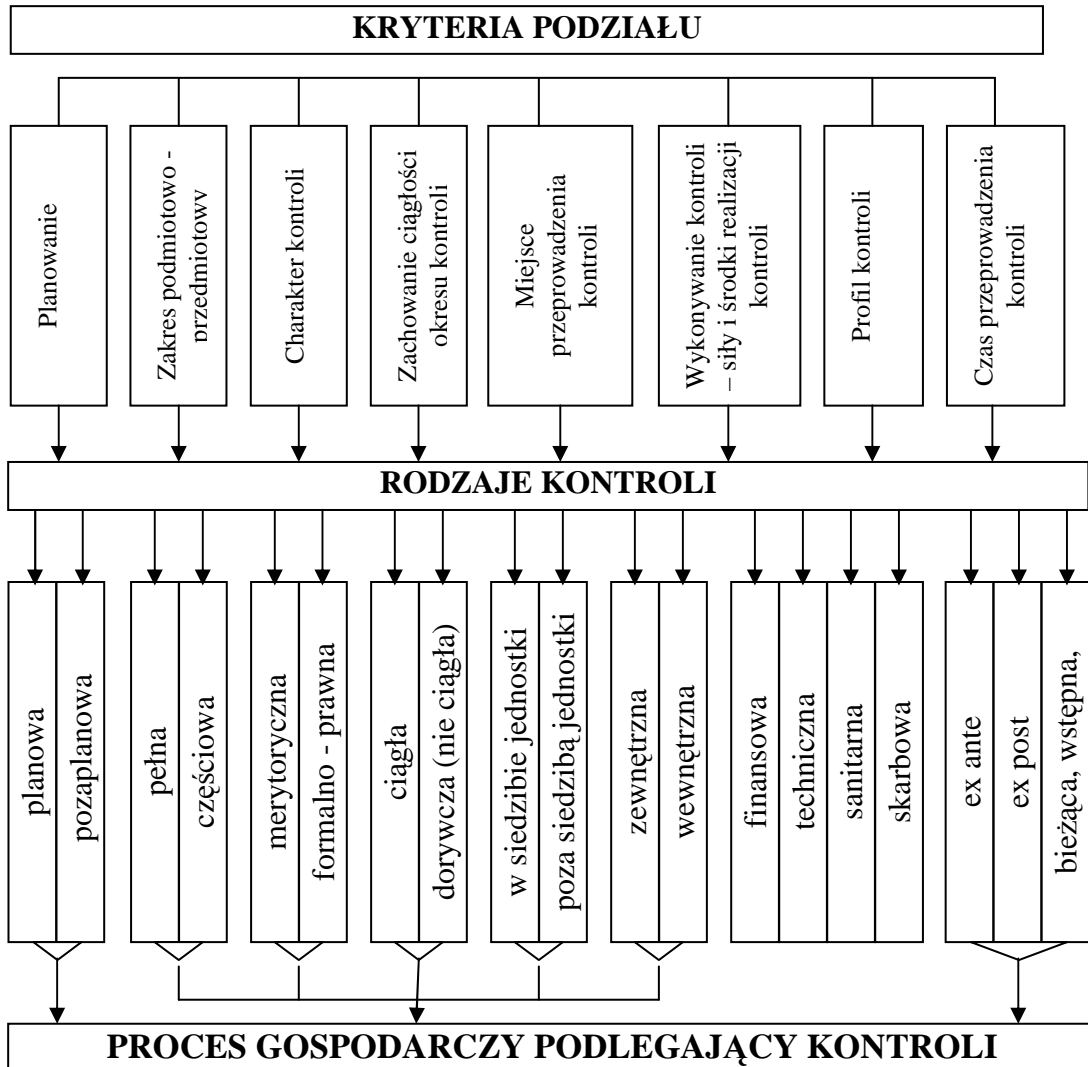 KRYTERIA PODZIAŁU
Planowanie
Zakres podmiotowo -
przedmiotowy
Charakter kontroli
Zachowanie ciągłości
okresu kontroli
Miejsce
przeprowadzenia
kontroli
Wykonywanie kontroli
– siły i środki realizacji
kontroli
Profil kontroli
Czas przeprowadzenia
kontroli
RODZAJE KONTROLI
planowa
pozaplanowa
pełna
częściowa
merytoryczna
formalno - prawna
ciągła
dorywcza (nie ciągła)
w siedzibie jednostki
poza siedzibą jednostki
zewnętrzna
wewnętrzna
finansowa
techniczna
sanitarna
skarbowa
ex ante
ex post
bieżąca, wstępna,
PROCES GOSPODARCZY PODLEGAJĄCY KONTROLI